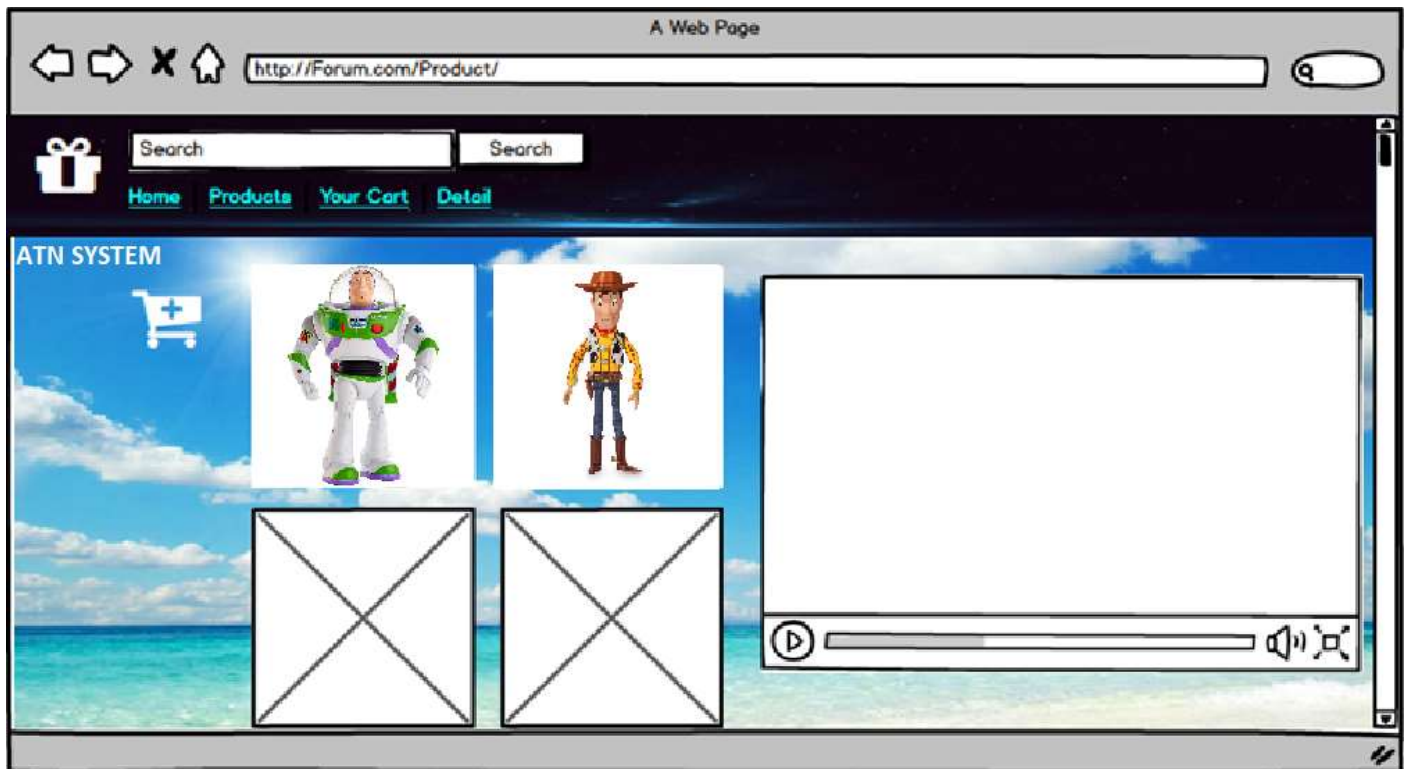 A Web Page
http://Forum.com/Product/
Search Search
Home Products Your Cart Detail
ATN SYSTEM